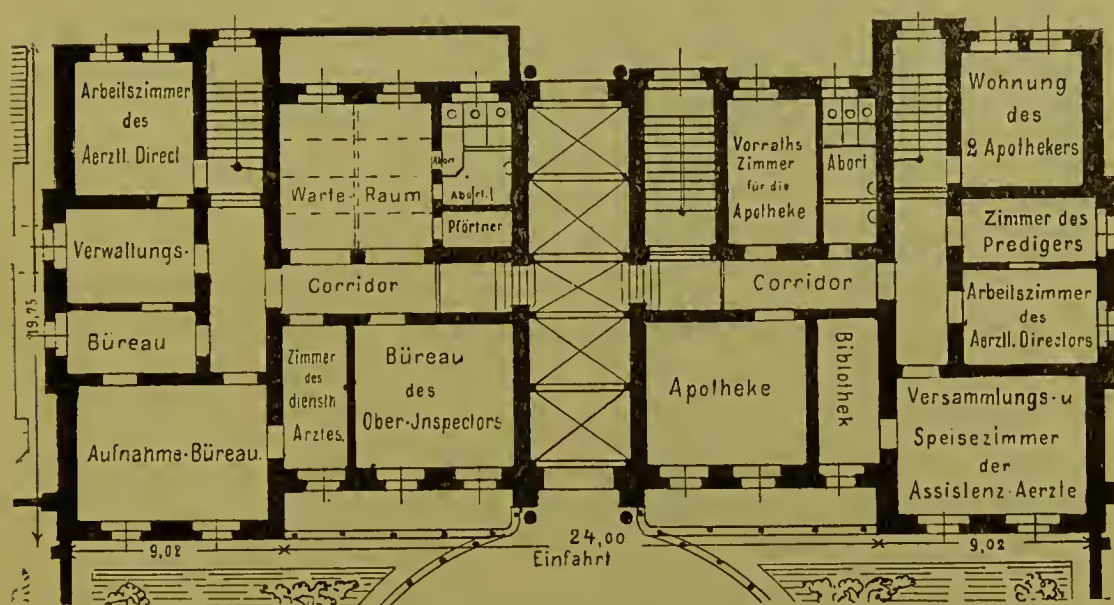 Arbeitszimmer
des
Aerztl. Direct
Warte-Raum
Abort
Abort.
Pförtner
Vorraths
Zimmer
für die
Apotheke
Abort
Wohnung
des
2 Apothekers
Zimmer des
Predigers
Verwaltungs-
Büreau
Corridor
Corridor
Arbeitszimmer
des
Aerztl. Directors
19,75
Zimmer
des
diensth.
Arztes.
Büreau
des
Ober-Jnspectors
Apotheke
Bibliothek
Aufnahme-Büreau.
Versammlungs-u
Speisezimmer
der
Assistenz-Aerzte
9,02
24,00
9,02
Einfahrt